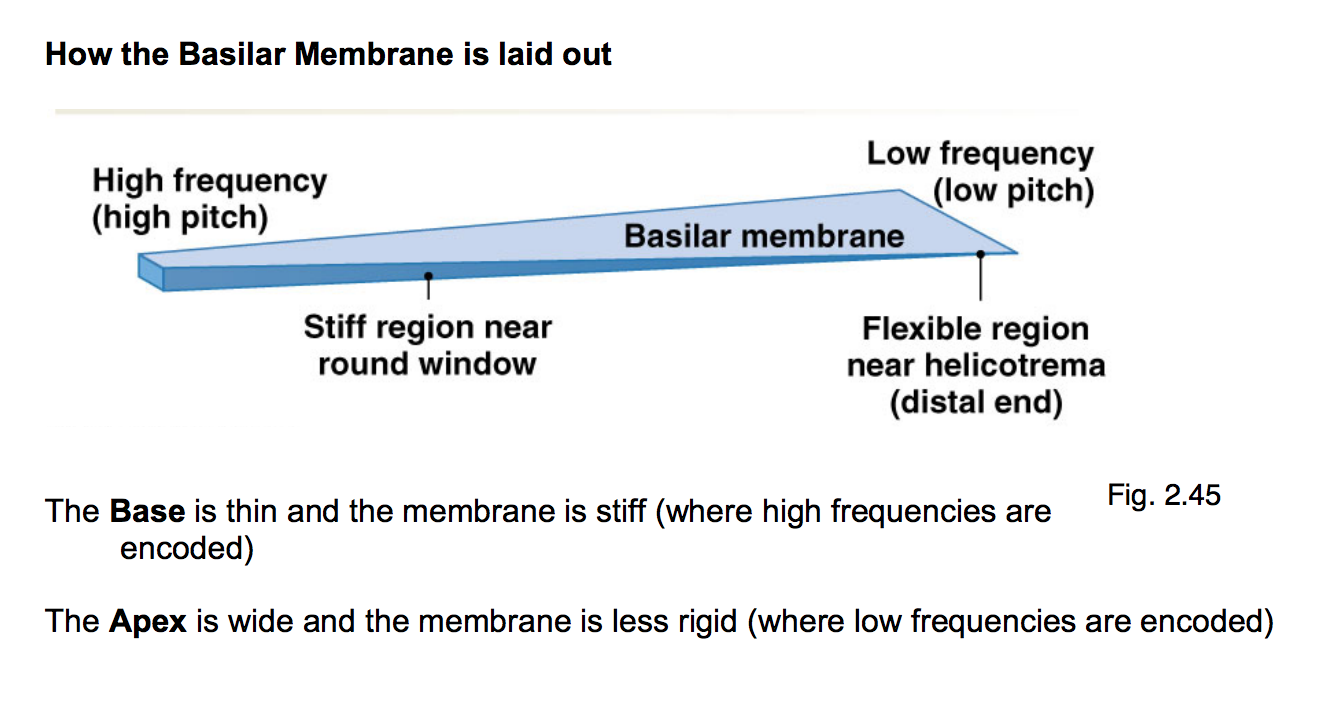 How the Basilar Membrane is laid out
High frequency
(high pitch)
Low frequency
(low pitch)
Basilar membrane
Stiff region near
round window
Flexible region
near helicotrema
(distal end)
Fig. 2.45
The Base is thin and the membrane is stiff (where high frequencies are
encoded)
The Apex is wide and the membrane is less rigid (where low frequencies are encoded)